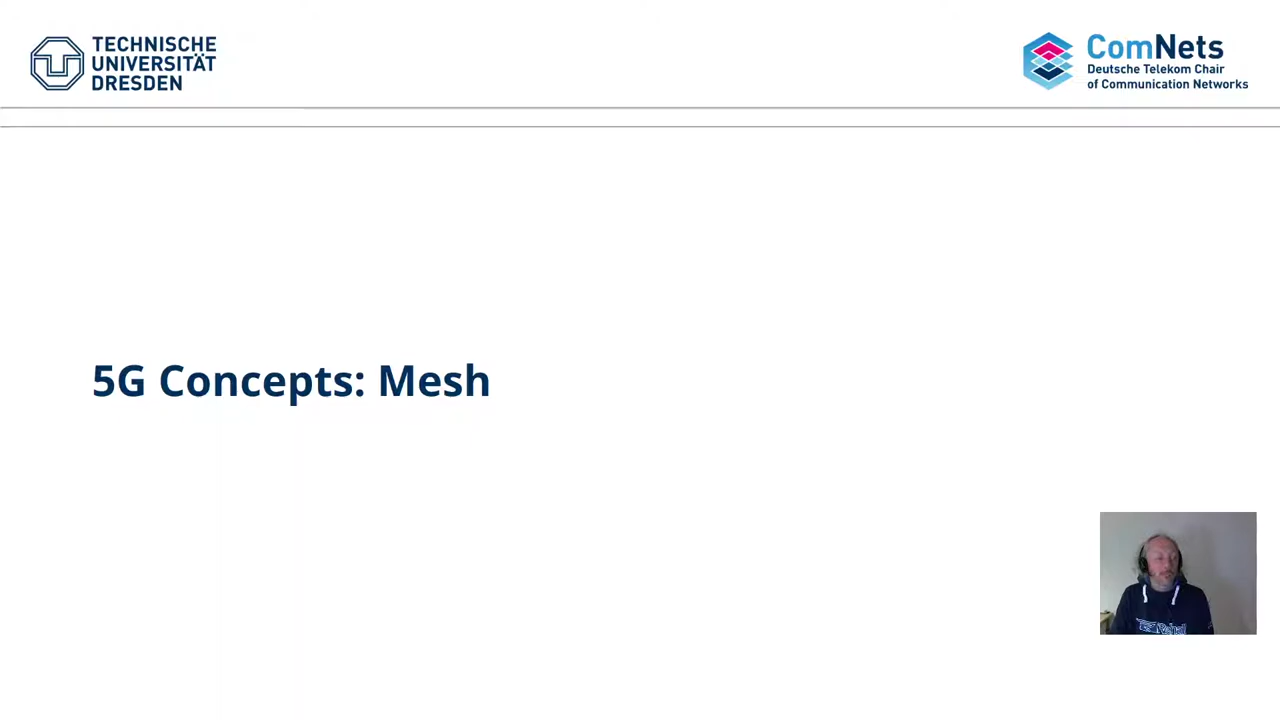 TECHNISCHE
UNIVERSITÄT
DRESDEN
ComNets
Deutsche Telekom Chair
of Communication Networks
5G Concepts: Mesh